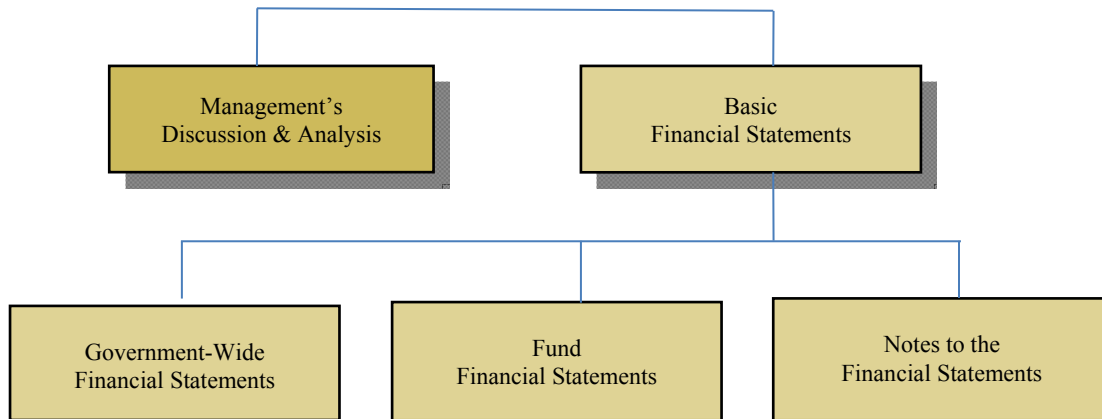 Management’s
Discussion & Analysis
Basic
Financial Statements
Government-Wide
Financial Statements
Fund
Financial Statements
Notes to the
Financial Statements